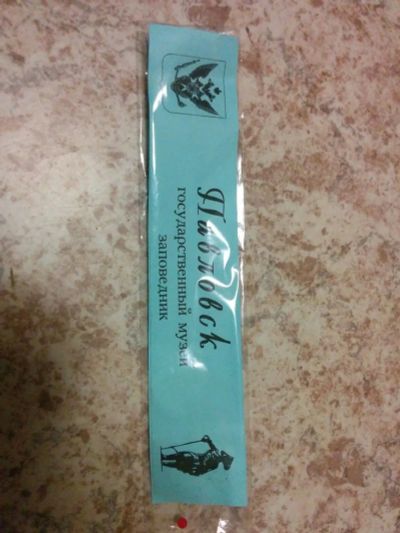 Павловск
государственный музей
заповедник